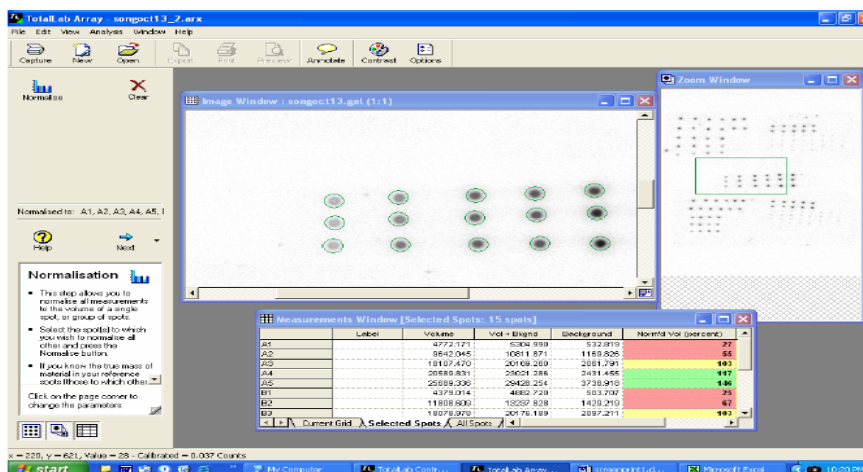 TotalLab Array - songoct13_2.arx
File Edit View Analysis Window Help
Capture New Open Export Print Preview Annotate Contrast Options
Normalise Clear
Normalised to: A1, A2, A3, A4, A5,
Help Next
Normalisation
• This step allows you to
normalise all measurements
to the volume of a single
spot, or group of spots.
• Select the spot(s) to which
you wish to normalise all
other and press the
Normalise button.
• If you know the true mass of
material in your reference
spots (those to which other
Click on the page corner to
change the parameters
Image Window : songoct13.gel (1:1)
Zoom Window
Measurements Window [Selected Spots: 15 spots]
Label Volume Vol + Bkgnd Background Norm'd Vol (percent)
A1 4772.171 5304.990 532.819 27
A2 9642.045 10811.871 1169.826 55
A3 18107.470 20169.260 2061.791 103
A4 20589.831 23021.286 2431.455 117
A5 25689.336 29428.254 3738.918 146
B1 4379.014 4882.720 503.707 25
B2 11808.609 13237.828 1429.219 67
B3 18078.978 20176.189 2097.211 103
Current Grid Selected Spots All Spots
x = 220, y = 621, Value = 28 - Calibrated = 0.037 Counts
start My Computer TotalLab Contr... TotalLab Array... screenprint1.d... Microsoft Excel 10:20 PM